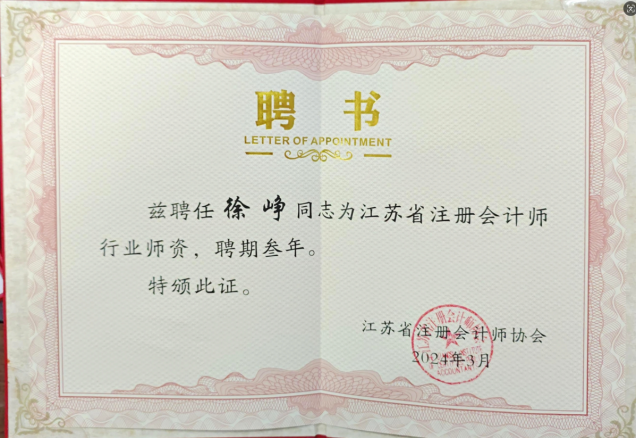 聘书
LETTER OF APPOINTMENT
兹聘任 徐峥 同志为江苏省注册会计师
行业师资，聘期叁年。
特颁此证。
江苏省注册会计师协会
2024年3月